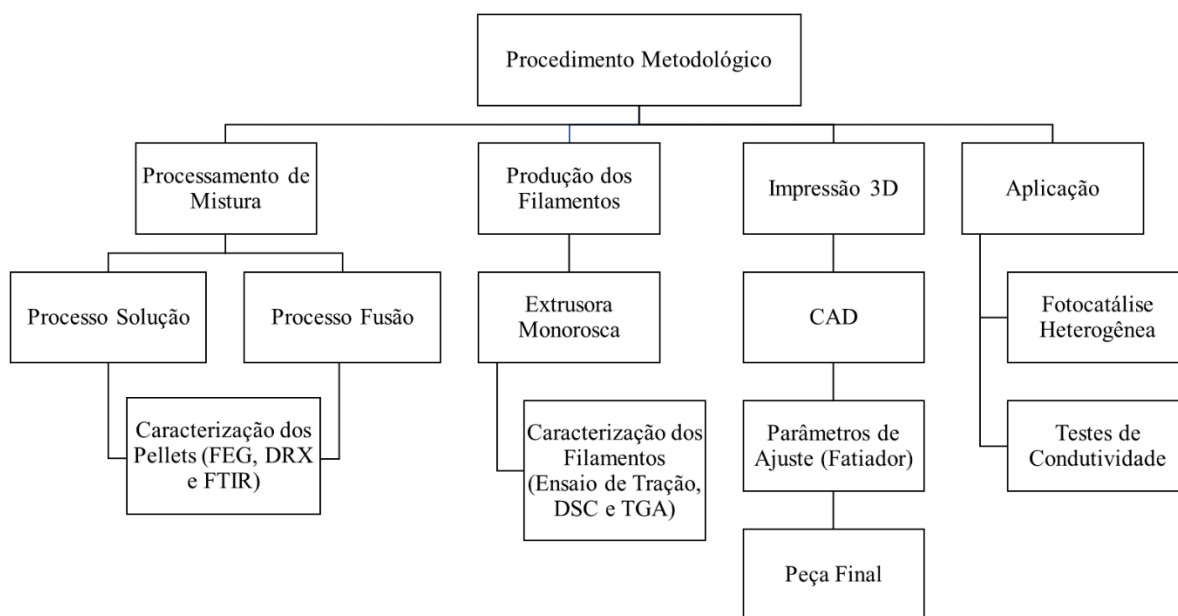 Procedimento Metodológico
Processamento de
Mistura
Produção dos
Filamentos
Impressão 3D
Aplicação
Processo Solução
Processo Fusão
Extrusora
Monorosca
CAD
Fotocatálise
Heterogênea
Caracterização dos
Pellets (FEG, DRX
e FTIR)
Caracterização dos
Filamentos
(Ensaio de Tração,
DSC e TGA)
Parâmetros de
Ajuste (Fatiador)
Testes de
Condutividade
Peça Final